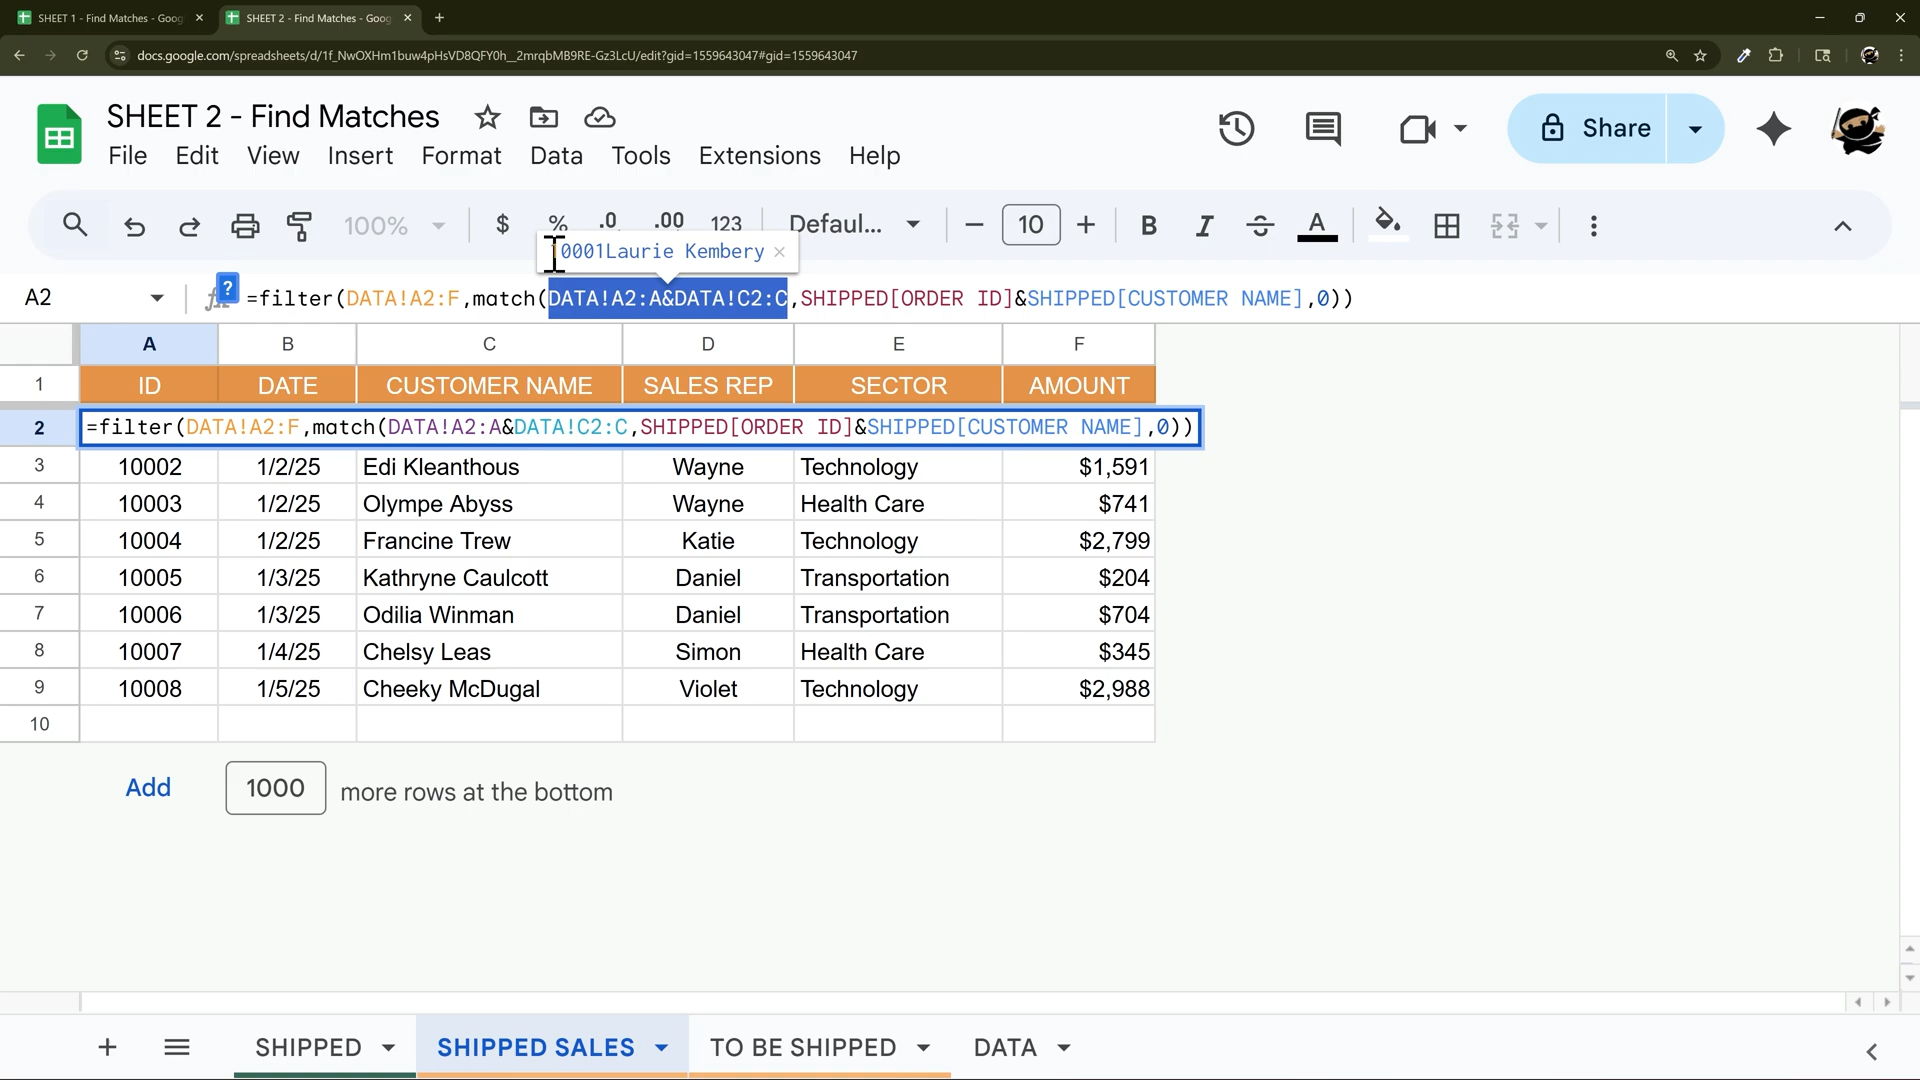 SHEET 1 - Find Matches - Goog
SHEET 2 - Find Matches - Goog
docs.google.com/spreadsheets/d/1f_NwOXHm1buw4pHsVD8QFY0h__2mrqbMB9RE-Gz3LcU/edit?gid=1559643047#gid=1559643047
SHEET 2 - Find Matches
Share
File Edit View Insert Format Data Tools Extensions Help
100% $ % .0 .00 123 Defaul... 10 B I A
0001Laurie Kembery
A2 ? =filter(DATA!A2:F,match(DATA!A2:A&DATA!C2:C,SHIPPED[ORDER ID]&SHIPPED[CUSTOMER NAME],0))
A B C D E F
1 ID DATE CUSTOMER NAME SALES REP SECTOR AMOUNT
2 =filter(DATA!A2:F,match(DATA!A2:A&DATA!C2:C,SHIPPED[ORDER ID]&SHIPPED[CUSTOMER NAME],0))
3 10002 1/2/25 Edi Kleanthous Wayne Technology $1,591
4 10003 1/2/25 Olympe Abyss Wayne Health Care $741
5 10004 1/2/25 Francine Trew Katie Technology $2,799
6 10005 1/3/25 Kathryne Caulcott Daniel Transportation $204
7 10006 1/3/25 Odilia Winman Daniel Transportation $704
8 10007 1/4/25 Chelsy Leas Simon Health Care $345
9 10008 1/5/25 Cheeky McDugal Violet Technology $2,988
10
Add 1000 more rows at the bottom
SHIPPED SHIPPED SALES TO BE SHIPPED DATA